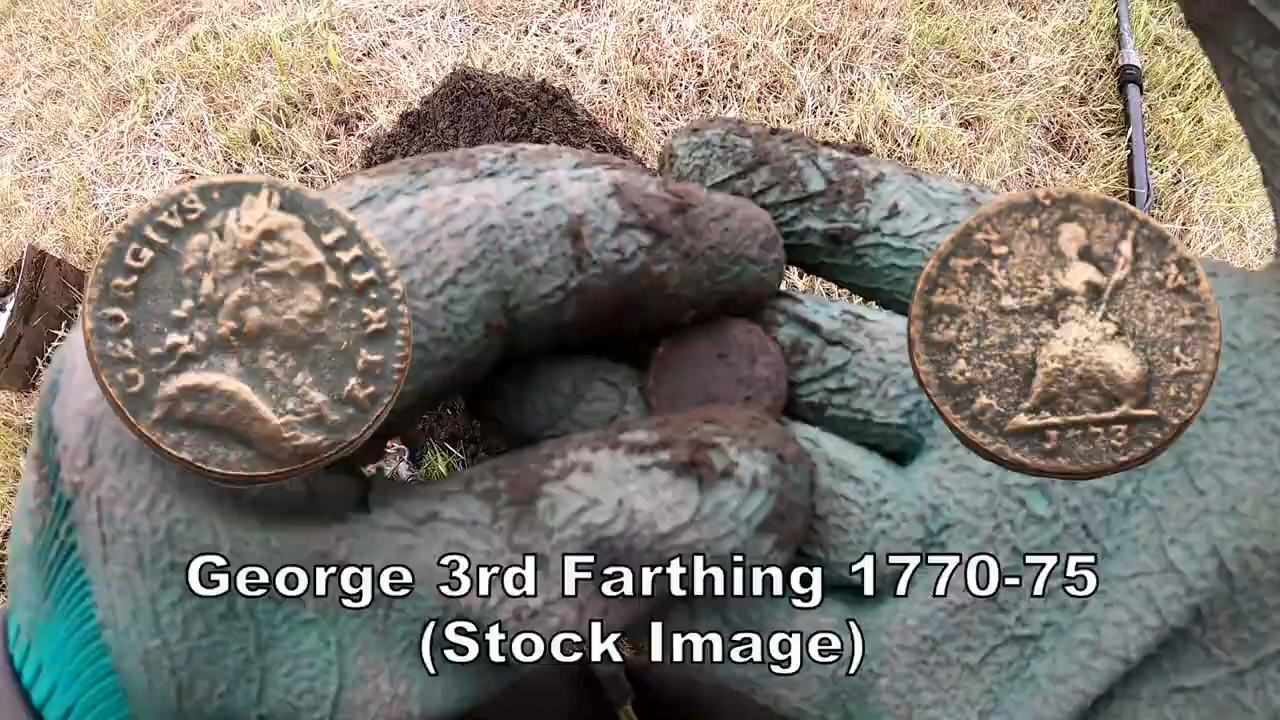 GEORGIVS · III · REX
George 3rd Farthing 1770-75
(Stock Image)